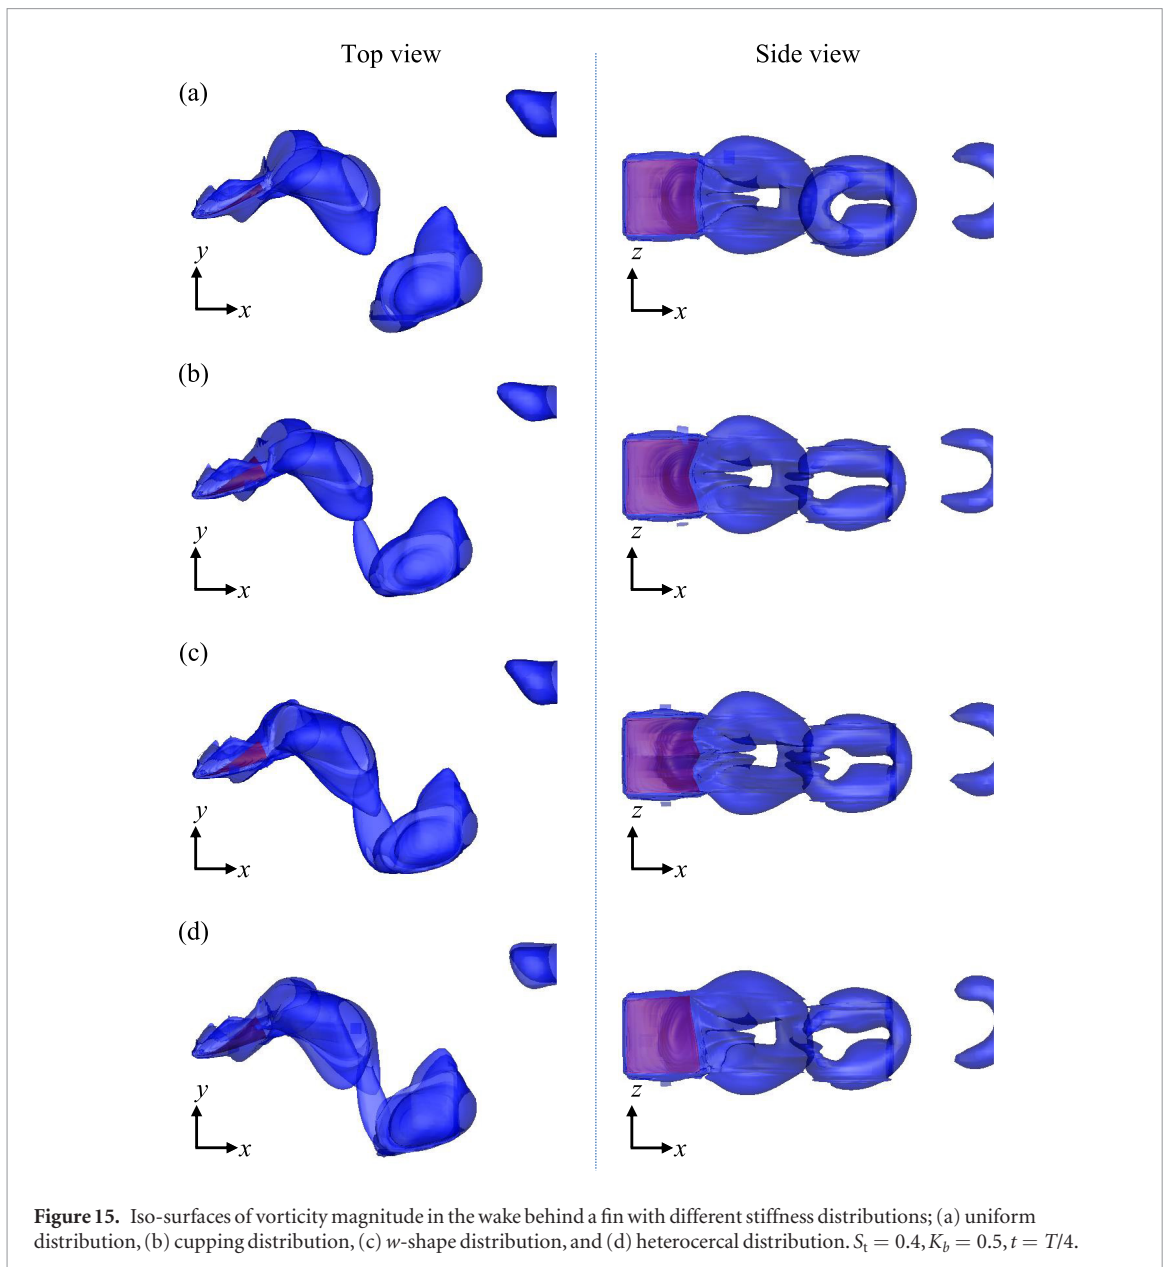 Top view
Side view
(a)
y
x
z
x
(b)
y
x
z
x
(c)
y
x
z
x
(d)
y
x
z
x
Figure 15. Iso-surfaces of vorticity magnitude in the wake behind a fin with different stiffness distributions; (a) uniform
distribution, (b) cupping distribution, (c) w-shape distribution, and (d) heterocercal distribution. St = 0.4, Kb = 0.5, t = T/4.